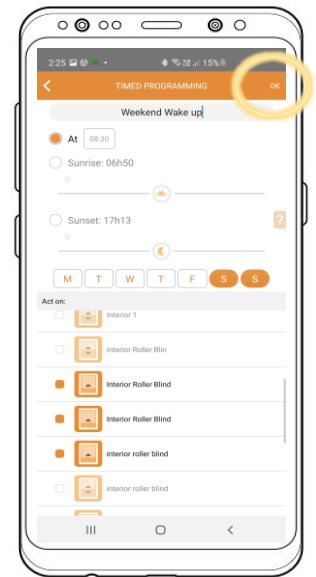 2:25 15%
TIMED PROGRAMMING OK
Weekend Wake up
At 08:30
Sunrise: 06h50
0
Sunset: 17h13
?
0
M T W T F S S
Act on:
Interior 1
Interior Roller Blin
Interior Roller Blind
Interior Roller Blind
interior roller blind
interior roller blind